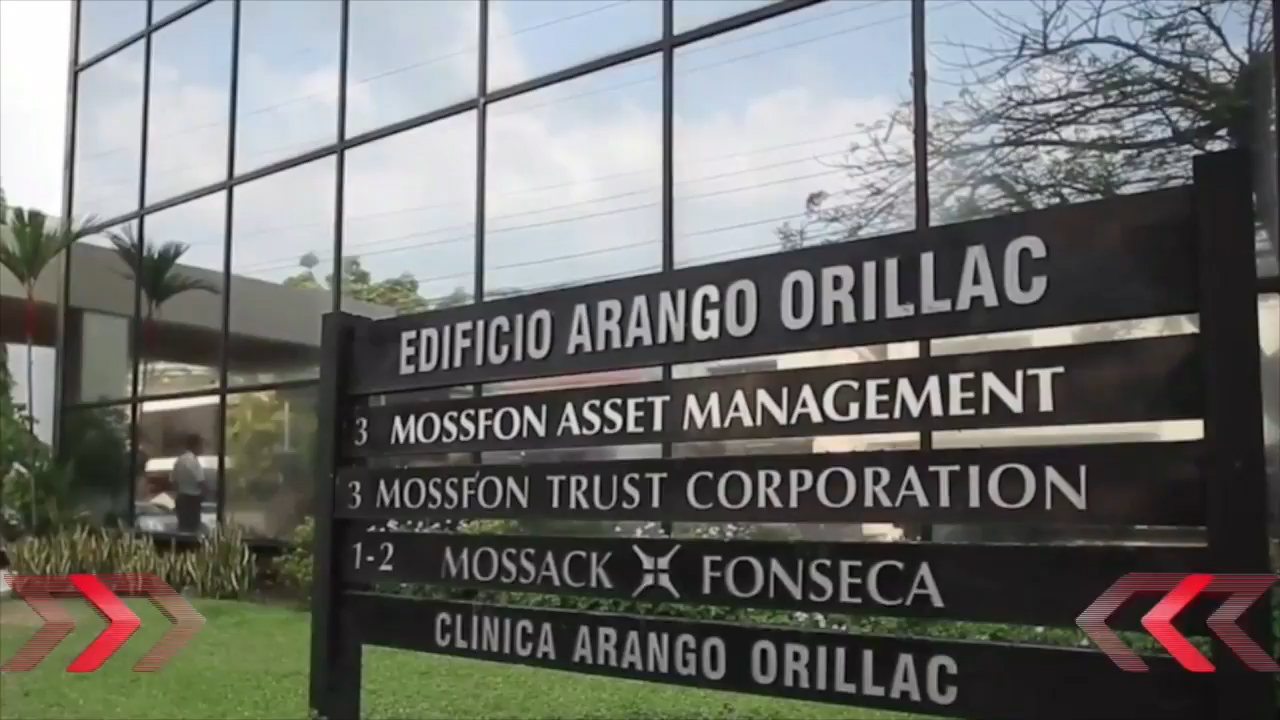 EDIFICIO ARANGO ORILLAC
3 MOSSFON ASSET MANAGEMENT
3 MOSSFON TRUST CORPORATION
1-2 MOSSACK FONSECA
CLINICA ARANGO ORILLAC